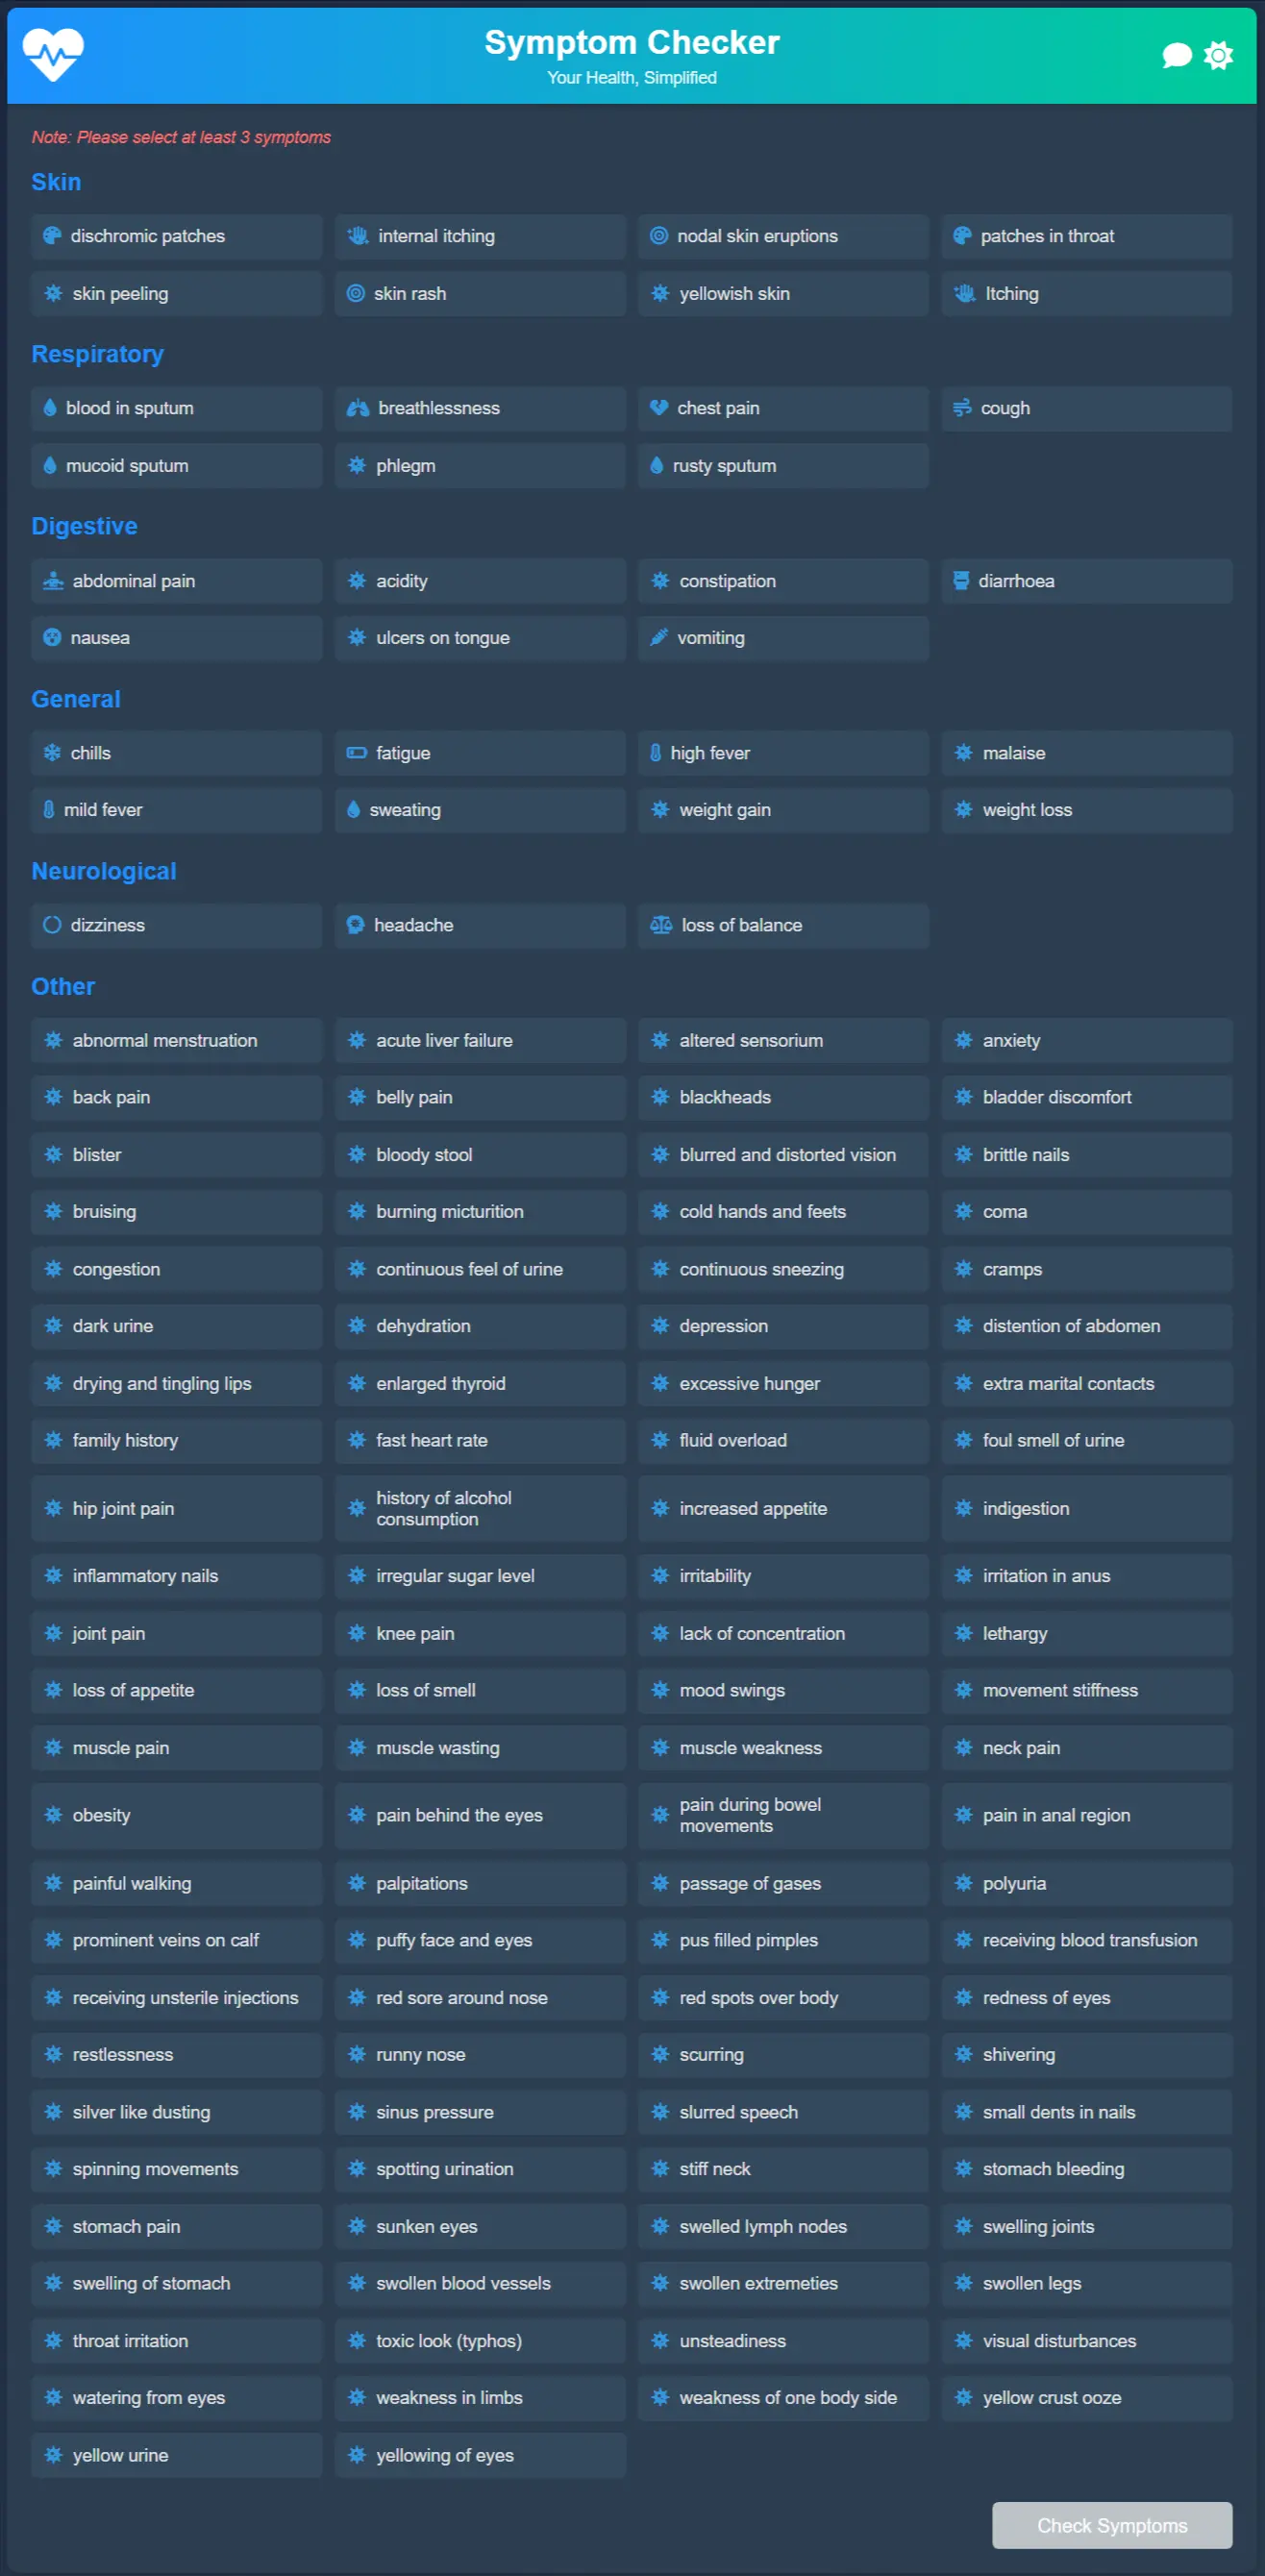 Symptom Checker
Your Health, Simplified
Note: Please select at least 3 symptoms
Skin
dischromic patches
internal itching
nodal skin eruptions
patches in throat
skin peeling
skin rash
yellowish skin
Itching
Respiratory
blood in sputum
breathlessness
chest pain
cough
mucoid sputum
phlegm
rusty sputum
Digestive
abdominal pain
acidity
constipation
diarrhoea
nausea
ulcers on tongue
vomiting
General
chills
fatigue
high fever
malaise
mild fever
sweating
weight gain
weight loss
Neurological
dizziness
headache
loss of balance
Other
abnormal menstruation
acute liver failure
altered sensorium
anxiety
back pain
belly pain
blackheads
bladder discomfort
blister
bloody stool
blurred and distorted vision
brittle nails
bruising
burning micturition
cold hands and feets
coma
congestion
continuous feel of urine
continuous sneezing
cramps
dark urine
dehydration
depression
distention of abdomen
drying and tingling lips
enlarged thyroid
excessive hunger
extra marital contacts
family history
fast heart rate
fluid overload
foul smell of urine
hip joint pain
history of alcohol
consumption
increased appetite
indigestion
inflammatory nails
irregular sugar level
irritability
irritation in anus
joint pain
knee pain
lack of concentration
lethargy
loss of appetite
loss of smell
mood swings
movement stiffness
muscle pain
muscle wasting
muscle weakness
neck pain
obesity
pain behind the eyes
pain during bowel
movements
pain in anal region
painful walking
palpitations
passage of gases
polyuria
prominent veins on calf
puffy face and eyes
pus filled pimples
receiving blood transfusion
receiving unsterile injections
red sore around nose
red spots over body
redness of eyes
restlessness
runny nose
scurring
shivering
silver like dusting
sinus pressure
slurred speech
small dents in nails
spinning movements
spotting urination
stiff neck
stomach bleeding
stomach pain
sunken eyes
swelled lymph nodes
swelling joints
swelling of stomach
swollen blood vessels
swollen extremeties
swollen legs
throat irritation
toxic look (typhos)
unsteadiness
visual disturbances
watering from eyes
weakness in limbs
weakness of one body side
yellow crust ooze
yellow urine
yellowing of eyes
Check Symptoms